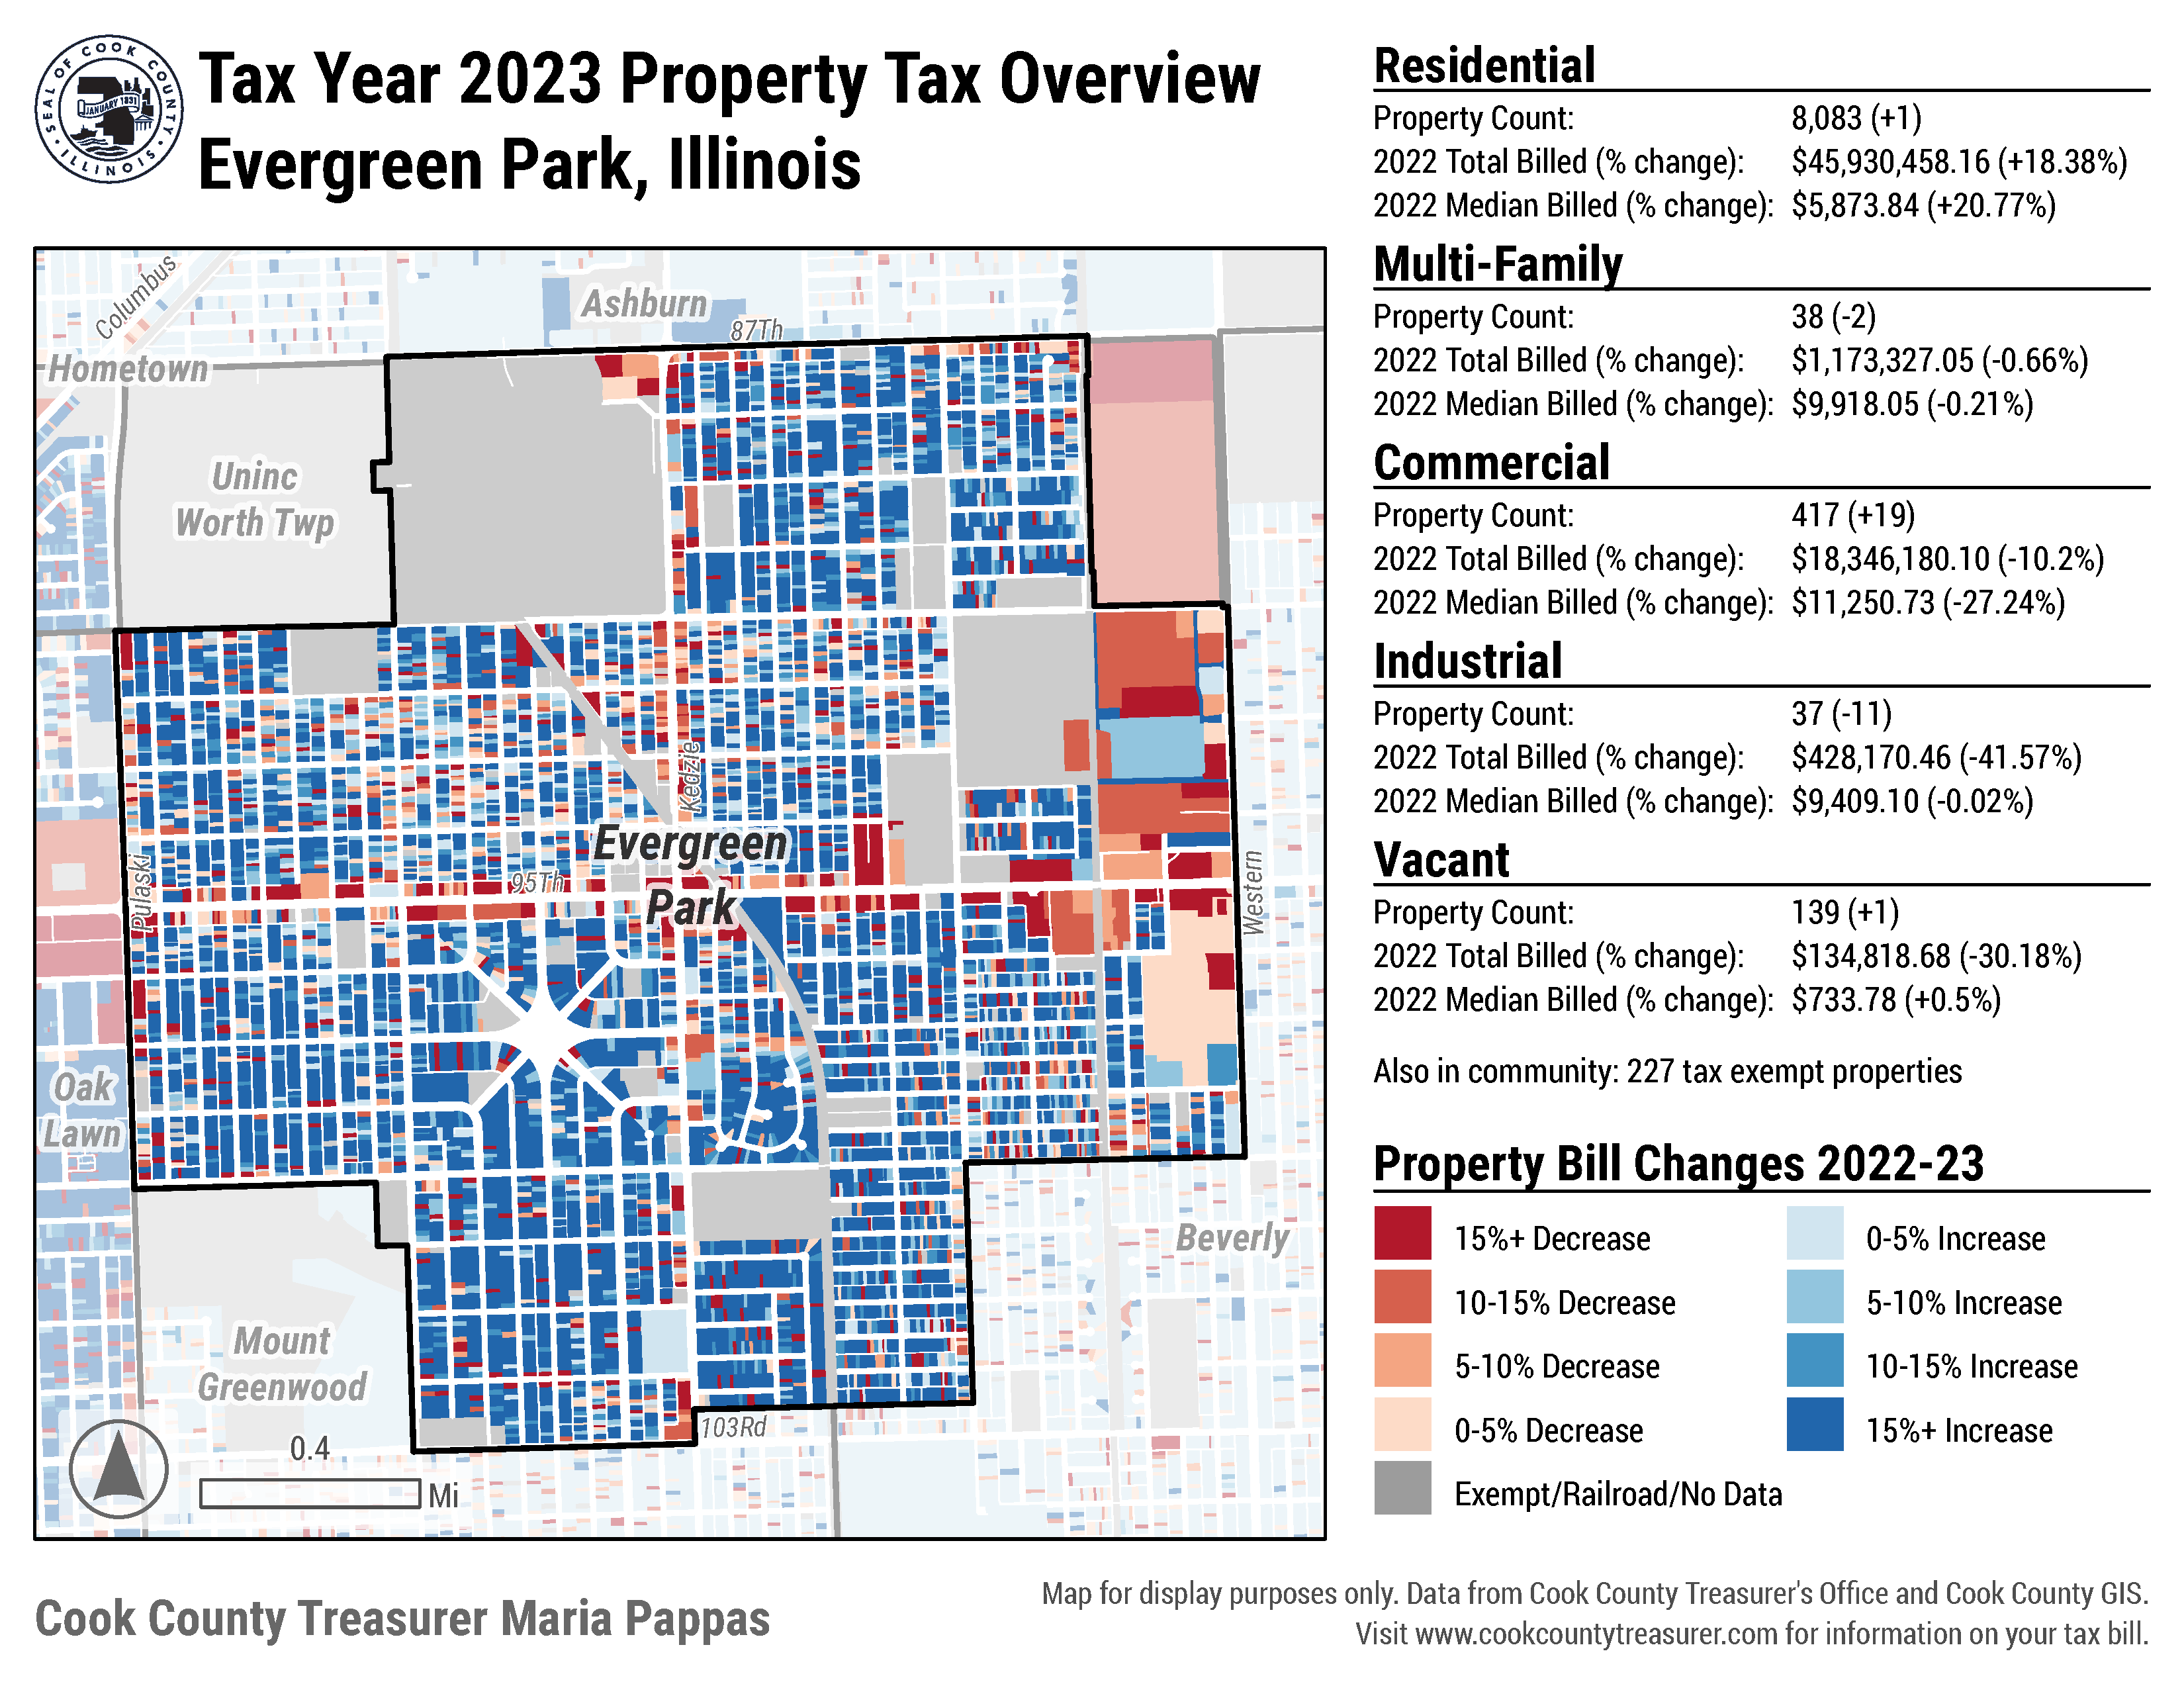 SEAL OF COOK COUNTY
• ILLINOIS •
JANUARY 1831
Tax Year 2023 Property Tax Overview
Evergreen Park, Illinois
Columbus
Ashburn
87Th
Hometown
Uninc
Worth Twp
Kedzie
Evergreen
Park
95Th
Pulaski
Western
Oak
Lawn
Beverly
Mount
Greenwood
103Rd
0.4
Mi
Residential
Property Count: 8,083 (+1)
2022 Total Billed (% change): $45,930,458.16 (+18.38%)
2022 Median Billed (% change): $5,873.84 (+20.77%)
Multi-Family
Property Count: 38 (-2)
2022 Total Billed (% change): $1,173,327.05 (-0.66%)
2022 Median Billed (% change): $9,918.05 (-0.21%)
Commercial
Property Count: 417 (+19)
2022 Total Billed (% change): $18,346,180.10 (-10.2%)
2022 Median Billed (% change): $11,250.73 (-27.24%)
Industrial
Property Count: 37 (-11)
2022 Total Billed (% change): $428,170.46 (-41.57%)
2022 Median Billed (% change): $9,409.10 (-0.02%)
Vacant
Property Count: 139 (+1)
2022 Total Billed (% change): $134,818.68 (-30.18%)
2022 Median Billed (% change): $733.78 (+0.5%)
Also in community: 227 tax exempt properties
Property Bill Changes 2022-23
15%+ Decrease
10-15% Decrease
5-10% Decrease
0-5% Decrease
Exempt/Railroad/No Data
0-5% Increase
5-10% Increase
10-15% Increase
15%+ Increase
Cook County Treasurer Maria Pappas
Map for display purposes only. Data from Cook County Treasurer's Office and Cook County GIS.
Visit www.cookcountytreasurer.com for information on your tax bill.